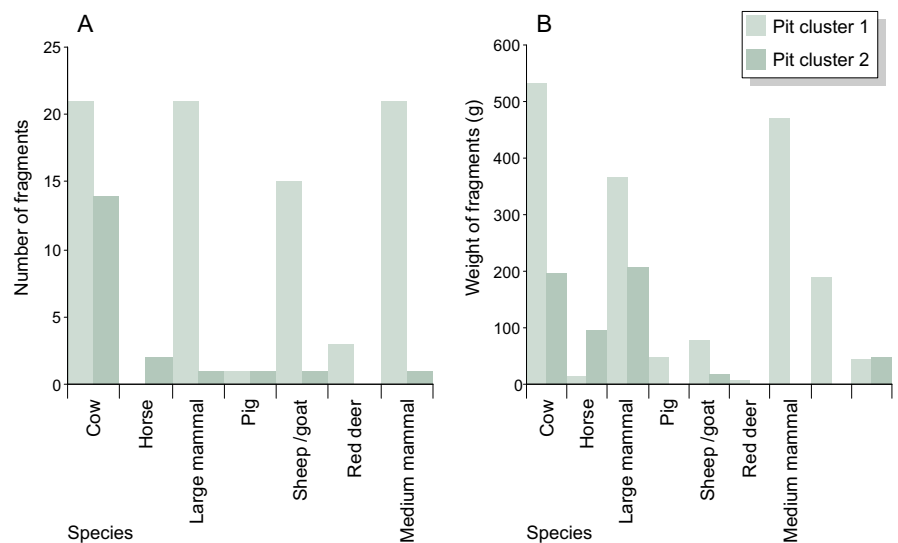 A
25
20
15
10
5
0
Number of fragments
Cow
Horse
Large mammal
Pig
Sheep /goat
Red deer
Medium mammal
Species
B
Pit cluster 1
Pit cluster 2
600
500
400
300
200
100
0
Weight of fragments (g)
Cow
Horse
Large mammal
Pig
Sheep /goat
Red deer
Medium mammal
Species